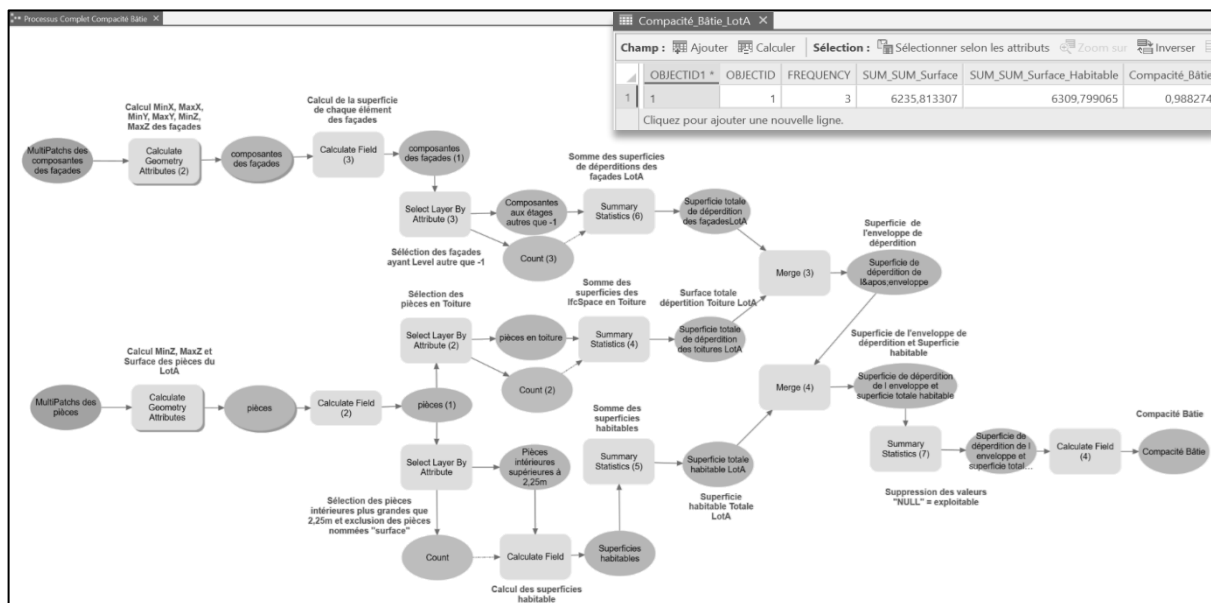 Processus Complet Compacité Bâtie ×
Compacité_Bâtie_LotA ×
Champ : Ajouter Calculer Sélection : Sélectionner selon les attributs Zoom sur Inverser
OBJECTID1 * OBJECTID FREQUENCY SUM_SUM_Surface SUM_SUM_Surface_Habitable Compacité_Bâtie
1 1 1 3 6235,813307 6309,799065 0,988274
Cliquez pour ajouter une nouvelle ligne.
Calcul MinX, MaxX,
MinY, MaxY, MinZ,
MaxZ des façades
MultiPatchs des
composantes
des façades
Calculate
Geometry
Attributes (2)
composantes
des façades
Calcul de la superficie
de chaque élément
des façades
Calculate Field
(3)
composantes
des façades (1)
Select Layer By
Attribute (3)
Séléction des façades
ayant Level autre que -1
Composantes
aux étages
autres que -1
Count (3)
Somme des superficies
de déperditions des
façades LotA
Summary
Statistics (6)
Superficie totale
de déperdition
des façadesLotA
Merge (3)
Superficie de
l'enveloppe de
déperdition
Superficie de
déperdition de
l&apos;enveloppe
Sélection des
pièces en Toiture
Select Layer By
Attribute (2)
pièces en toiture
Count (2)
Somme des
superficies des
IfcSpace en Toiture
Summary
Statistics (4)
Surface totale
dépertition Toiture LotA
Superficie totale
de déperdition
des toitures LotA
Calcul MinZ, MaxZ et
Surface des pièces du
LotA
MultiPatchs des
pièces
Calculate
Geometry
Attributes
pièces
Calculate Field
(2)
pièces (1)
Select Layer By
Attribute
Sélection des pièces
intérieures plus grandes que
2,25m et exclusion des pièces
nommées "surface"
Pièces
intérieures
supérieures à
2,25m
Count
Calculate Field
Calcul des superficies
habitable
Superficies
habitables
Somme des
superficies
habitables
Summary
Statistics (5)
Superficie totale
habitable LotA
Superficie
habitable Totale
LotA
Merge (4)
Superficie de l'enveloppe de
déperdition et Superficie
habitable
Superficie de déperdition
de l enveloppe et
superficie totale habitable
Summary
Statistics (7)
Suppression des valeurs
"NULL" = exploitable
Superficie de
déperdition de l
enveloppe et
superficie total...
Calculate Field
(4)
Compacité Bâtie
Compacité Bâtie